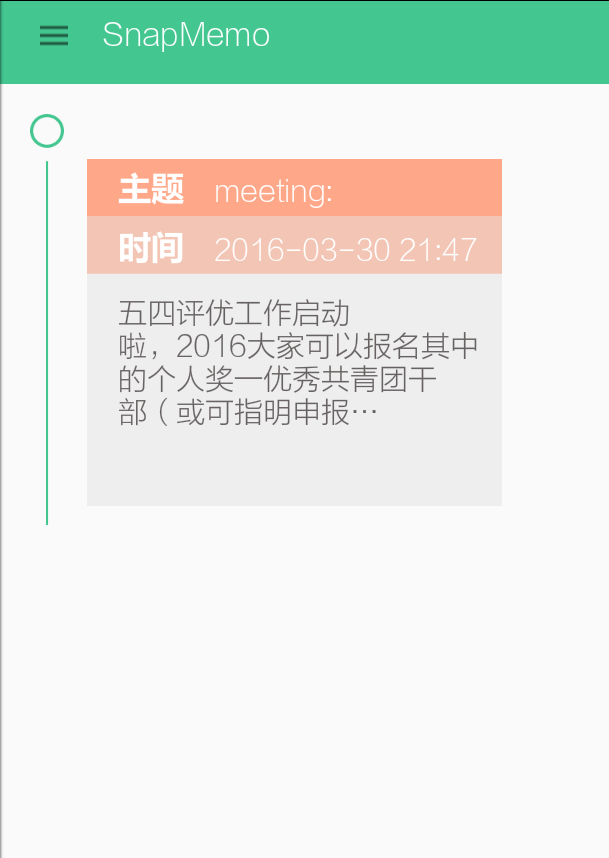 SnapMemo
主题 meeting:
时间 2016-03-30 21:47
五四评优工作启动
啦，2016大家可以报名其中
的个人奖—优秀共青团干
部（或可指明申报…